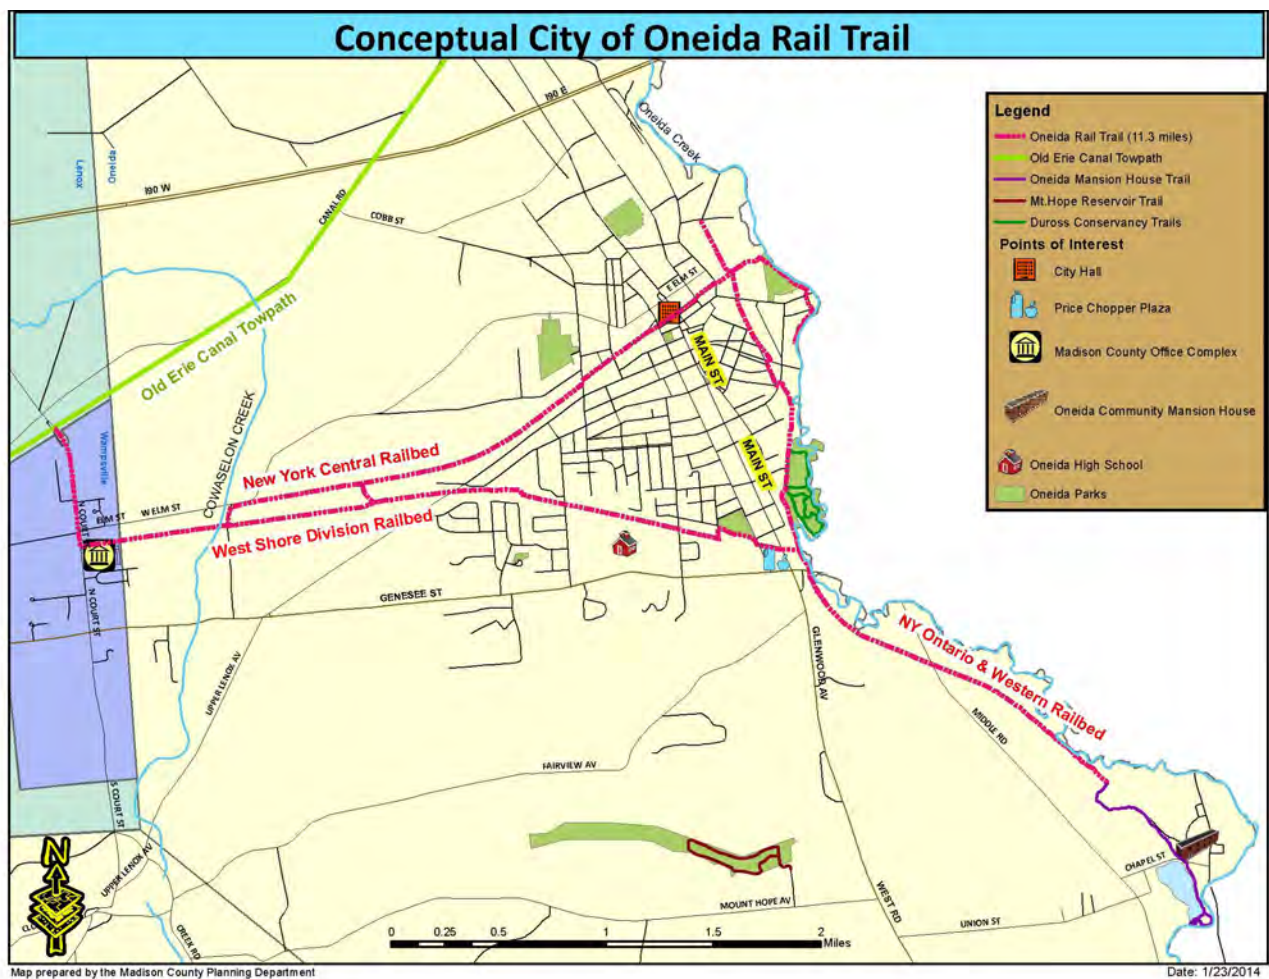 Conceptual City of Oneida Rail Trail
Legend
Oneida Rail Trail (11.3 miles)
Old Erie Canal Towpath
Oneida Mansion House Trail
Mt.Hope Reservoir Trail
Duross Conservancy Trails
Points of Interest
City Hall
Price Chopper Plaza
Madison County Office Complex
Oneida Community Mansion House
Oneida High School
Oneida Parks
I90 E
Oneida Creek
Lenox
Oneida
I90 W
CANAL RD
COBB ST
E ELM ST
Old Erie Canal Towpath
MAIN ST
COWASELON CREEK
Wampsville
New York Central Railbed
MAIN ST
N COURT ST
ELM ST
W ELM ST
West Shore Division Railbed
GENESEE ST
N COURT ST
NY Ontario & Western Railbed
GLENWOOD AV
UPPER LENOX AV
MIDDLE RD
FAIRVIEW AV
S COURT ST
UPPER LENOX AV
CHAPEL ST
MOUNT HOPE AV
WEST RD
UNION ST
CREEK RD
N
0 0.25 0.5 1 1.5 2
Miles
Map prepared by the Madison County Planning Department
Date: 1/23/2014